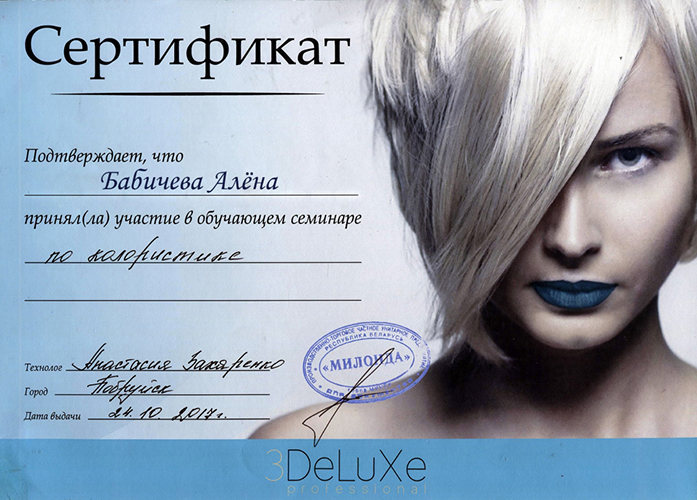 Сертификат
Подтверждает, что
Бабичева Алёна
принял(ла) участие в обучающем семинаре
по колористике
Технолог Анастасия Захаренко
Город Бобруйск
Дата выдачи 24.10.2017г.
РЕСПУБЛИКА БЕЛАРУСЬ
«МИЛОНДА»
3DeLuXe
professional